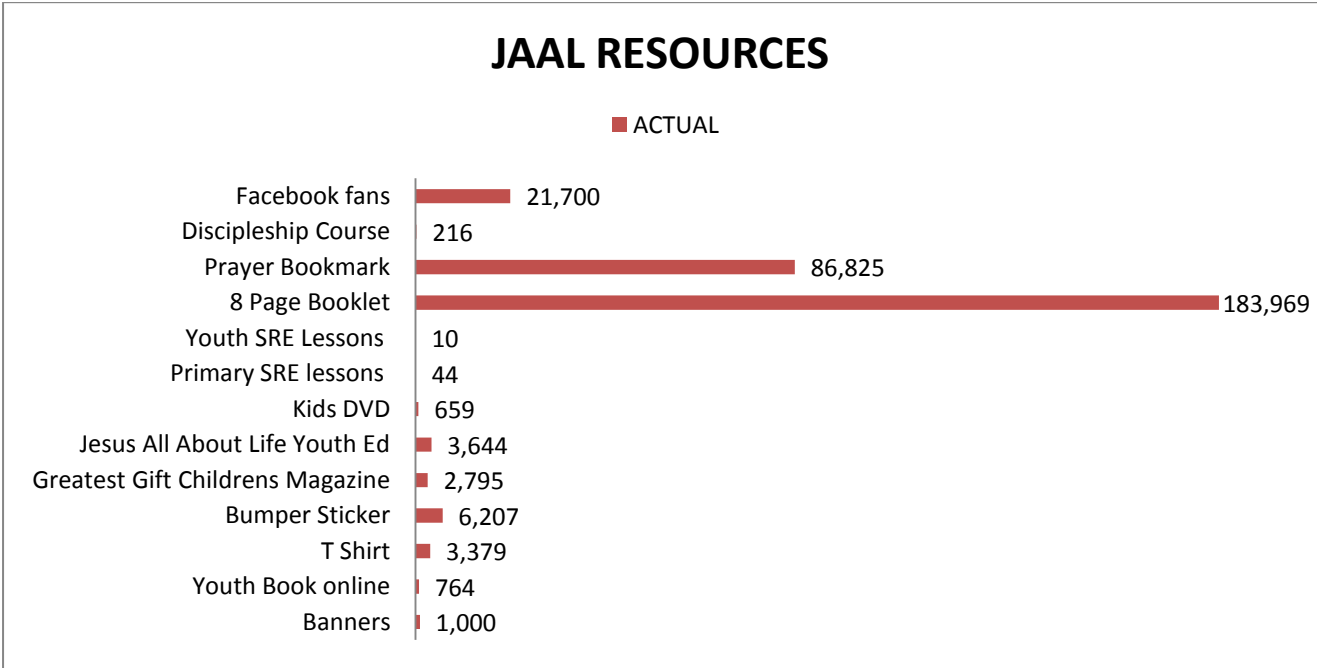 JAAL RESOURCES
ACTUAL
Facebook fans 21,700
Discipleship Course 216
Prayer Bookmark 86,825
8 Page Booklet 183,969
Youth SRE Lessons 10
Primary SRE lessons 44
Kids DVD 659
Jesus All About Life Youth Ed 3,644
Greatest Gift Childrens Magazine 2,795
Bumper Sticker 6,207
T Shirt 3,379
Youth Book online 764
Banners 1,000